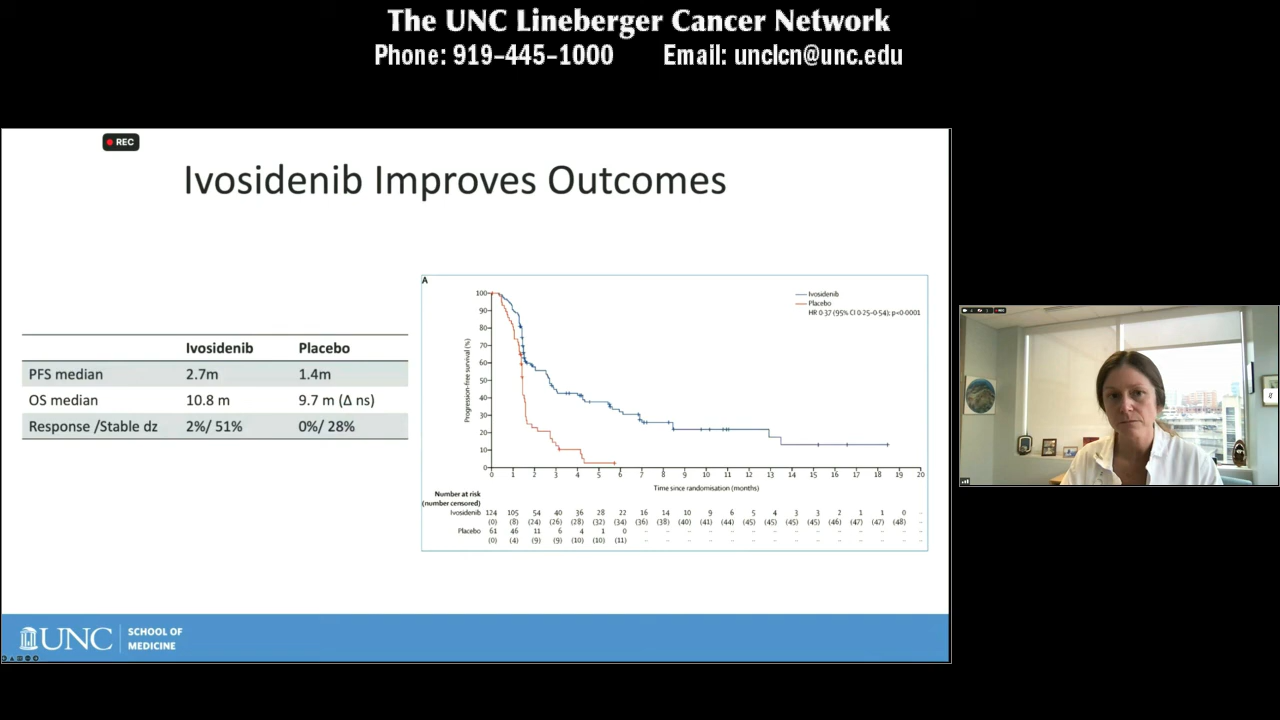 The UNC Lineberger Cancer Network
Phone: 919-445-1000 Email: unclcn@unc.edu
REC
Ivosidenib Improves Outcomes
Ivosidenib Placebo
PFS median 2.7m 1.4m
OS median 10.8 m 9.7 m (Δ ns)
Response /Stable dz 2%/ 51% 0%/ 28%
A
Ivosidenib
Placebo
HR 0·37 (95% CI 0·25–0·54); p<0·0001
Progression-free survival (%)
100
90
80
70
60
50
40
30
20
10
0
0 1 2 3 4 5 6 7 8 9 10 11 12 13 14 15 16 17 18 19 20
Time since randomisation (months)
Number at risk
(number censored)
Ivosidenib 124 105 54 40 36 28 22 16 14 10 9 6 5 4 3 3 2 1 1 0 ..
(0) (8) (24) (26) (28) (32) (34) (36) (38) (40) (41) (44) (45) (45) (45) (45) (46) (47) (47) (48) ..
Placebo 61 46 11 6 4 1 0 .. .. .. .. .. .. .. .. .. .. .. .. .. ..
(0) (4) (9) (9) (10) (10) (11) .. .. .. .. .. .. .. .. .. .. .. .. .. ..
UNC
SCHOOL OF
MEDICINE